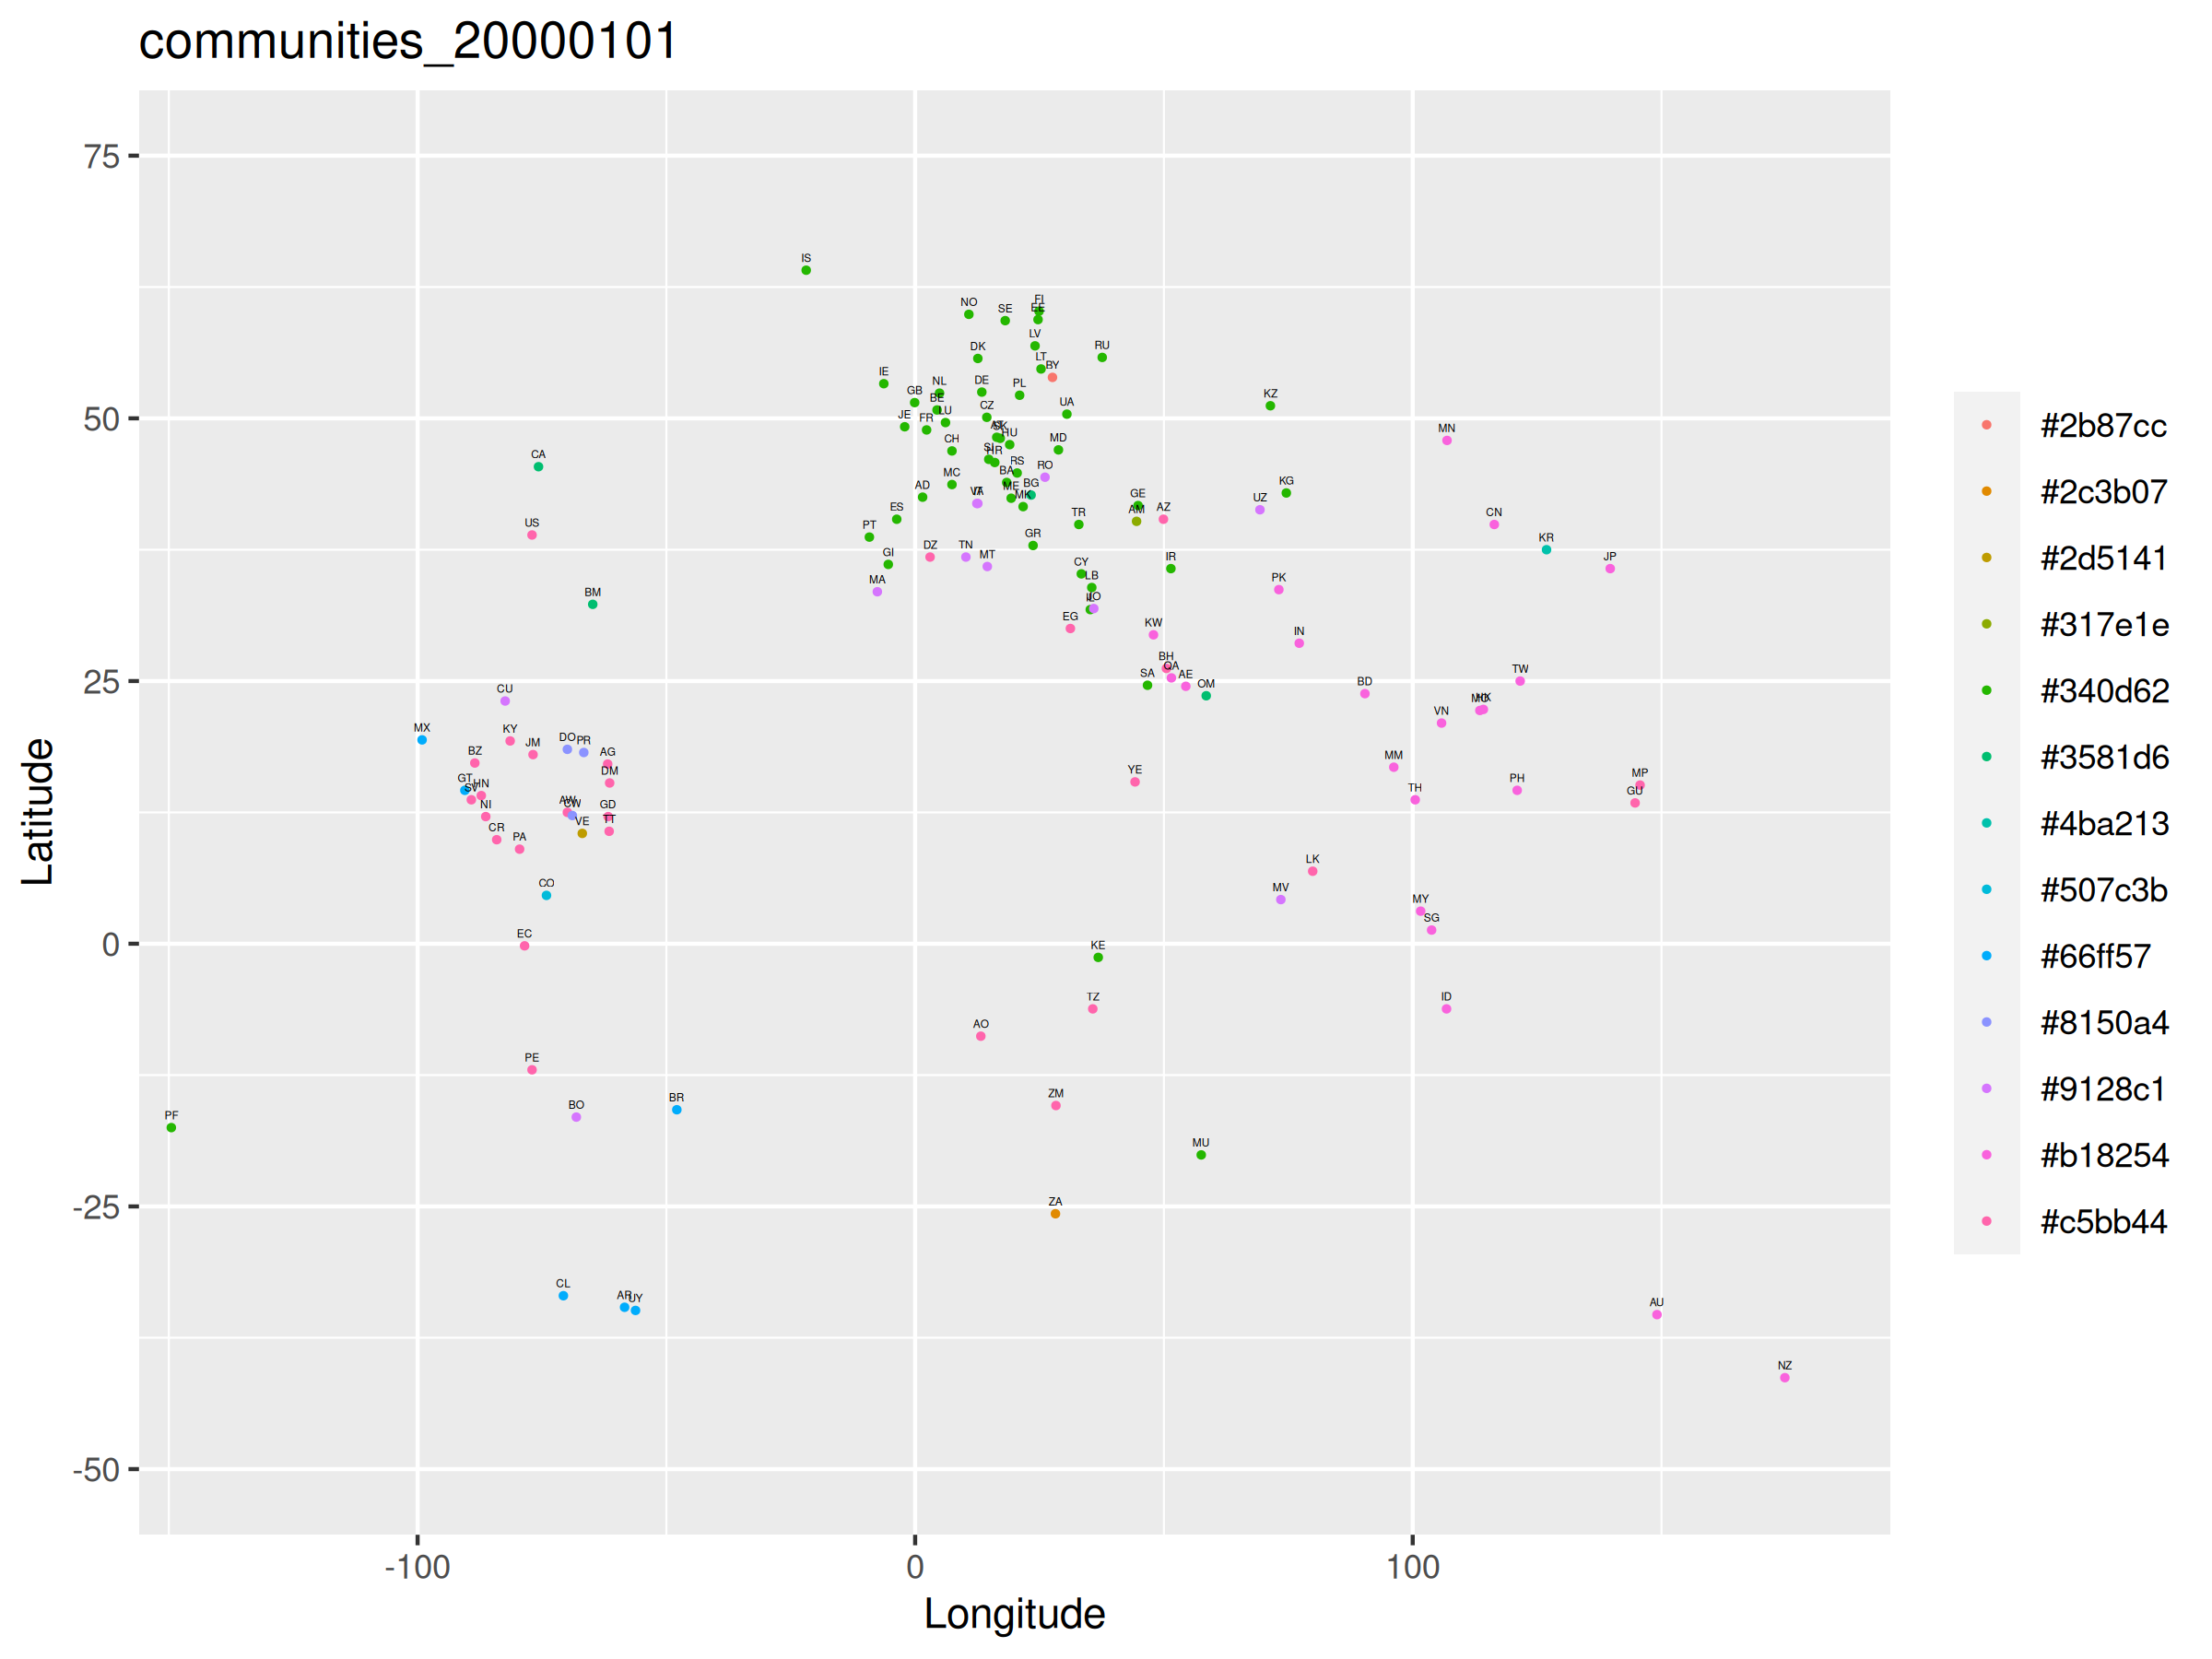 communities_20000101
75
50
25
0
-25
-50
Latitude
-100
0
100
Longitude
IS
NO
SE
FI
EE
LV
DK
RU
LT
BY
IE
NL
DE
PL
GB
BE
KZ
CZ
UA
JE
FR
LU
MN
SK
HU
CH
MD
SI
HR
CA
RS
RO
MC
BA
AD
ME
BG
KG
MK
GE
UZ
ES
AM
AZ
CN
US
PT
TR
KR
GR
GI
DZ
TN
MT
IR
JP
CY
MA
LB
PK
BM
JO
EG
KW
IN
BH
QA
SA
AE
OM
TW
BD
CU
HK
VN
MX
KY
DO
PR
JM
BZ
AG
DM
YE
MM
MP
GT
HN
SV
PH
TH
GU
NI
AW
CW
GD
VE
TT
CR
PA
LK
CO
MV
MY
SG
EC
KE
TZ
ID
AO
PE
ZM
BO
BR
PF
MU
ZA
CL
AR
UY
AU
NZ
#2b87cc
#2c3b07
#2d5141
#317e1e
#340d62
#3581d6
#4ba213
#507c3b
#66ff57
#8150a4
#9128c1
#b18254
#c5bb44